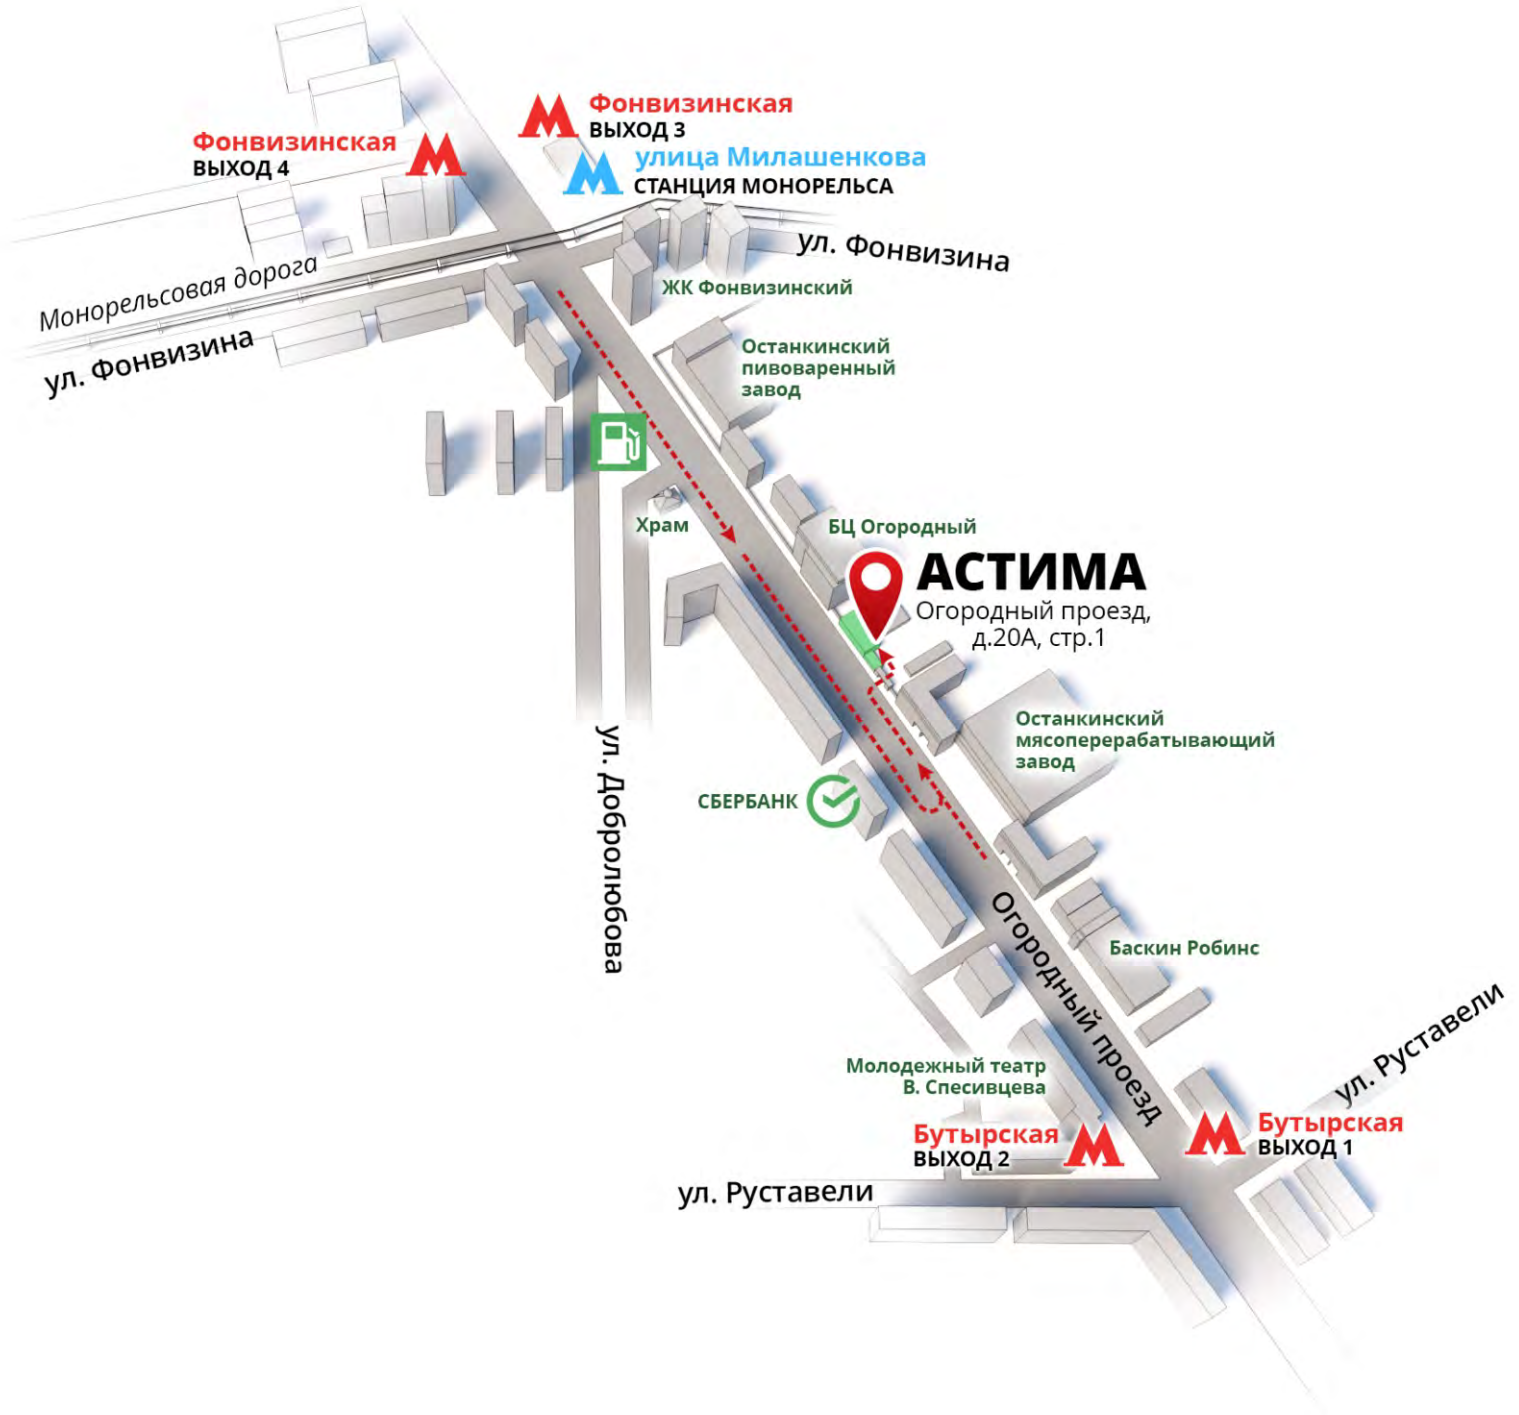 Фонвизинская
ВЫХОД 3
Фонвизинская
ВЫХОД 4
улица Милашенкова
СТАНЦИЯ МОНОРЕЛЬСА
ул. Фонвизина
Монорельсовая дорога
ЖК Фонвизинский
ул. Фонвизина
Останкинский
пивоваренный
завод
Храм
БЦ Огородный
АСТИМА
Огородный проезд,
д.20А, стр.1
Останкинский
мясоперерабатывающий
завод
ул. Добролюбова
СБЕРБАНК
Огородный проезд
Баскин Робинс
ул. Руставели
Молодежный театр
В. Спесивцева
Бутырская
ВЫХОД 1
Бутырская
ВЫХОД 2
ул. Руставели